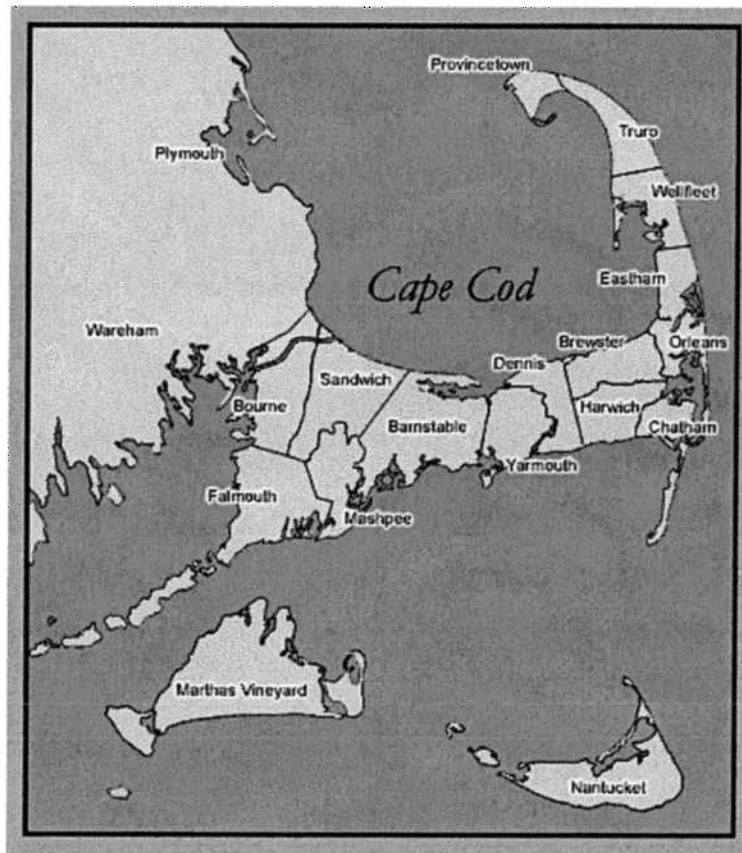 Provincetown
Truro
Plymouth
Wellfleet
Eastham
Cape Cod
Wareham
Brewster
Orleans
Dennis
Sandwich
Bourne
Harwich
Barnstable
Chatham
Yarmouth
Falmouth
Mashpee
Marthas Vineyard
Nantucket